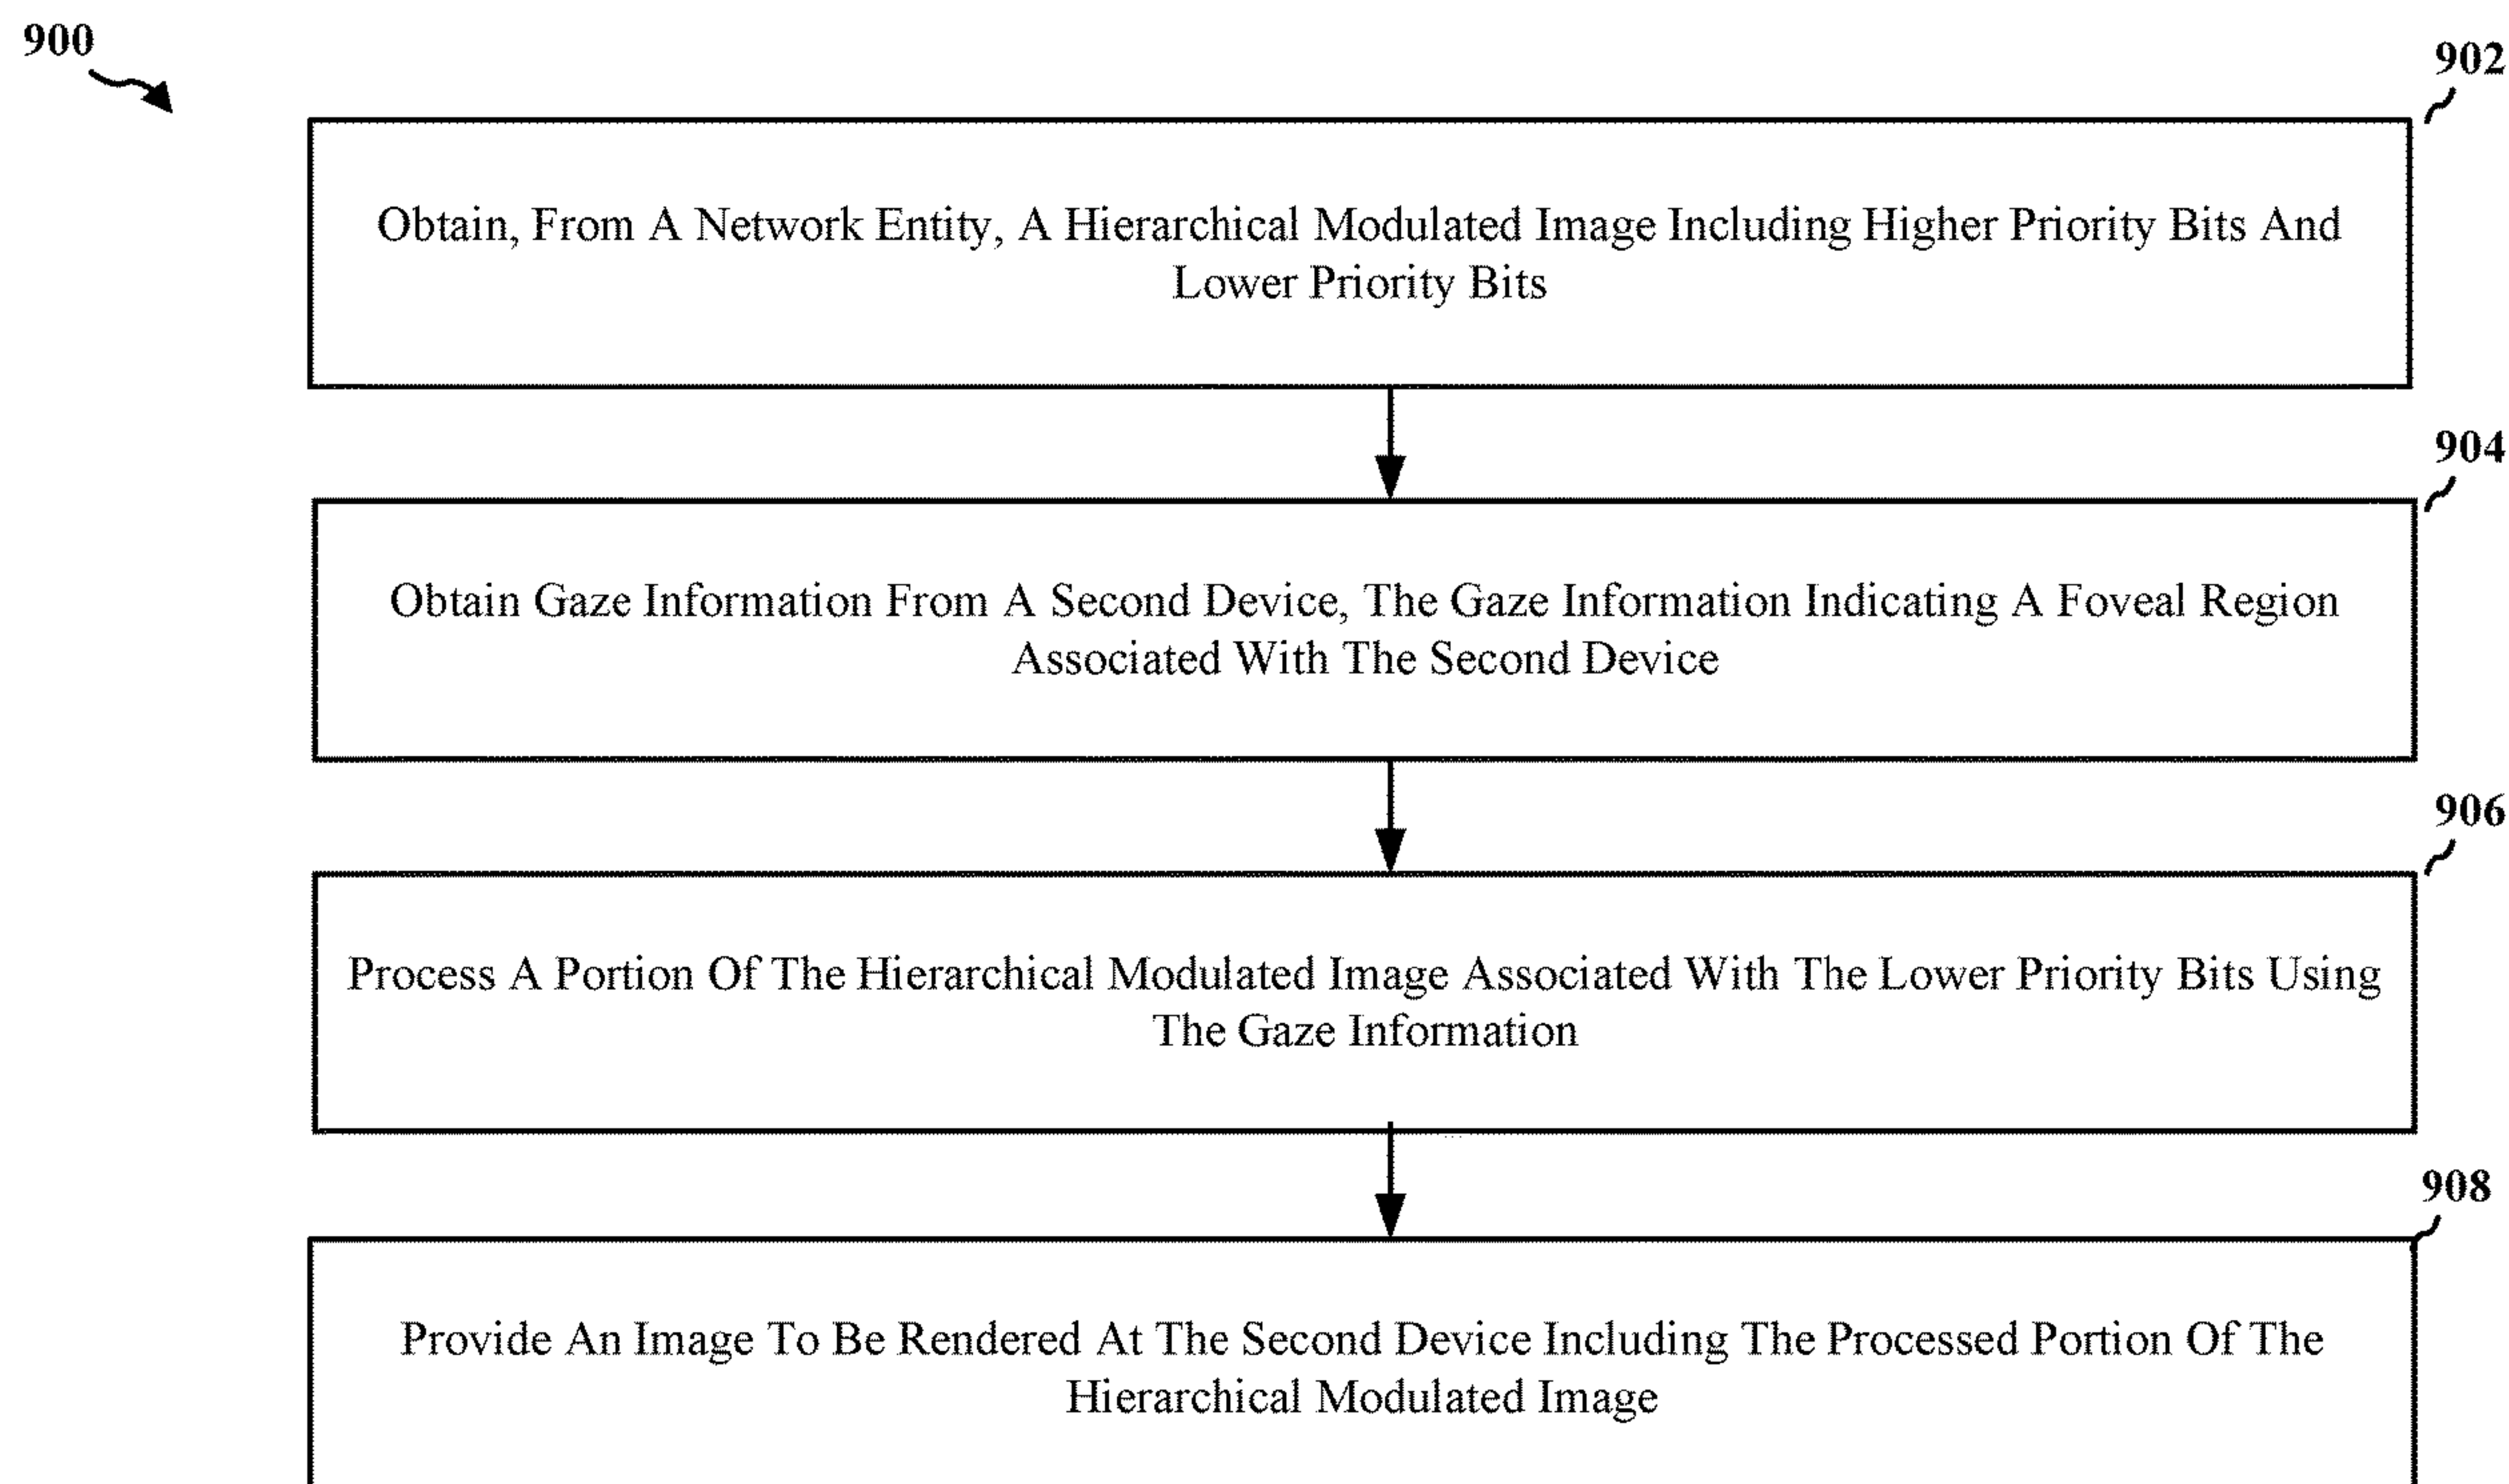 900
902
Obtain, From A Network Entity, A Hierarchical Modulated Image Including Higher Priority Bits And
Lower Priority Bits
904
Obtain Gaze Information From A Second Device, The Gaze Information Indicating A Foveal Region
Associated With The Second Device
906
Process A Portion Of The Hierarchical Modulated Image Associated With The Lower Priority Bits Using
The Gaze Information
908
Provide An Image To Be Rendered At The Second Device Including The Processed Portion Of The
Hierarchical Modulated Image